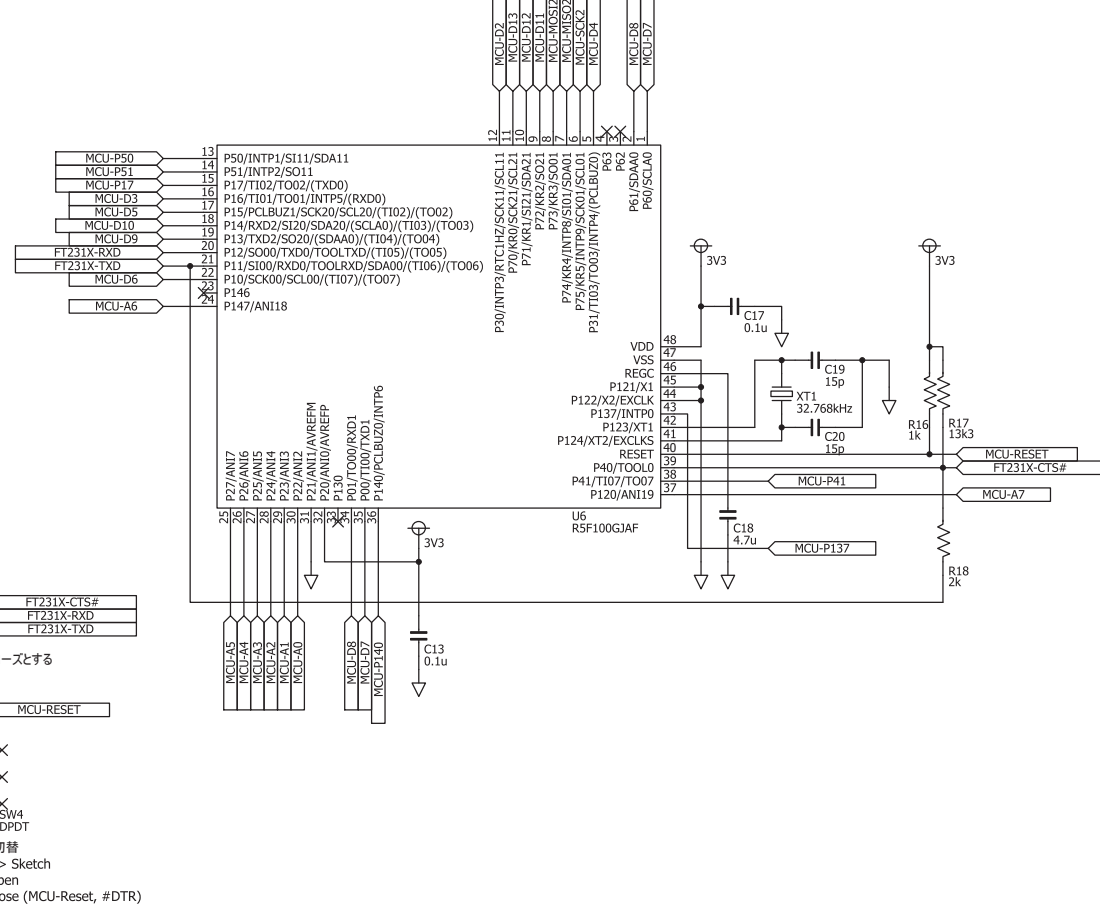 MCU-D2
MCU-D13
MCU-D12
MCU-D11
MCU-MOSI2
MCU-MISO2
MCU-SCK2
MCU-D4
MCU-D8
MCU-D7
12
11
10
9
8
7
6
5
4
3
2
1
P30/INTP3/RTC1HZ/SCK11/SCL11
P70/KR0/SCK21/SCL21
P71/KR1/SI21/SDA21
P72/KR2/SO21
P73/KR3/SO01
P74/KR4/INTP8/SI01/SDA01
P75/KR5/INTP9/SCK01/SCL01
P31/TI03/TO03/INTP4/(PCLBUZ0)
P63
P62
P61/SDAA0
P60/SCLA0
MCU-P50 13 P50/INTP1/SI11/SDA11
MCU-P51 14 P51/INTP2/SO11
MCU-P17 15 P17/TI02/TO02/(TXD0)
MCU-D3 16 P16/TI01/TO01/INTP5/(RXD0)
MCU-D5 17 P15/PCLBUZ1/SCK20/SCL20/(TI02)/(TO02)
MCU-D10 18 P14/RXD2/SI20/SDA20/(SCLA0)/(TI03)/(TO03)
MCU-D9 19 P13/TXD2/SO20/(SDAA0)/(TI04)/(TO04)
FT231X-RXD 20 P12/SO00/TXD0/TOOLTXD/(TI05)/(TO05)
FT231X-TXD 21 P11/SI00/RXD0/TOOLRXD/SDA00/(TI06)/(TO06)
MCU-D6 22 P10/SCK00/SCL00/(TI07)/(TO07)
23 P146
MCU-A6 24 P147/ANI18
3V3
3V3
C17
0.1u
VDD 48
VSS 47
REGC 46
P121/X1 45
P122/X2/EXCLK 44
P137/INTP0 43
P123/XT1 42
P124/XT2/EXCLKS 41
RESET 40
P40/TOOL0 39
P41/TI07/TO07 38
P120/ANI19 37
C19
15p
XT1
32.768kHz
C20
15p
R16
1k
R17
13k3
MCU-RESET
FT231X-CTS#
MCU-P41
MCU-A7
MCU-P137
C18
4.7u
R18
2k
U6
R5F100GJAF
P27/ANI7
P26/ANI6
P25/ANI5
P24/ANI4
P23/ANI3
P22/ANI2
P21/ANI1/AVREFM
P20/ANI0/AVREFP
P130
P01/TO00/RXD1
P00/TI00/TXD1
P140/PCLBUZ0/INTP6
25
26
27
28
29
30
31
32
33
34
35
36
3V3
C13
0.1u
MCU-A5
MCU-A4
MCU-A3
MCU-A2
MCU-A1
MCU-A0
MCU-D8
MCU-D7
MCU-P140
FT231X-CTS#
FT231X-RXD
FT231X-TXD
ーズとする
MCU-RESET
SW4
DPDT
切替
> Sketch
pen
ose (MCU-Reset, #DTR)